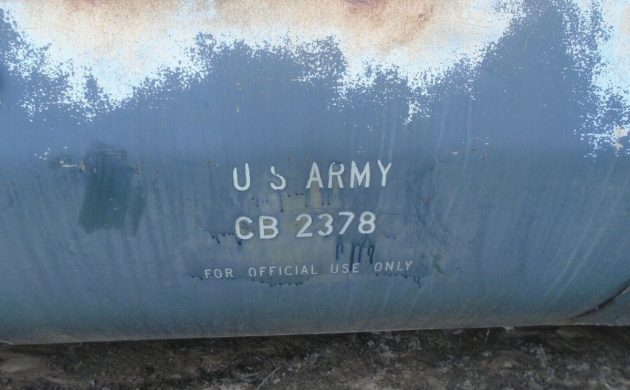 U S ARMY
CB 2378
FOR OFFICIAL USE ONLY